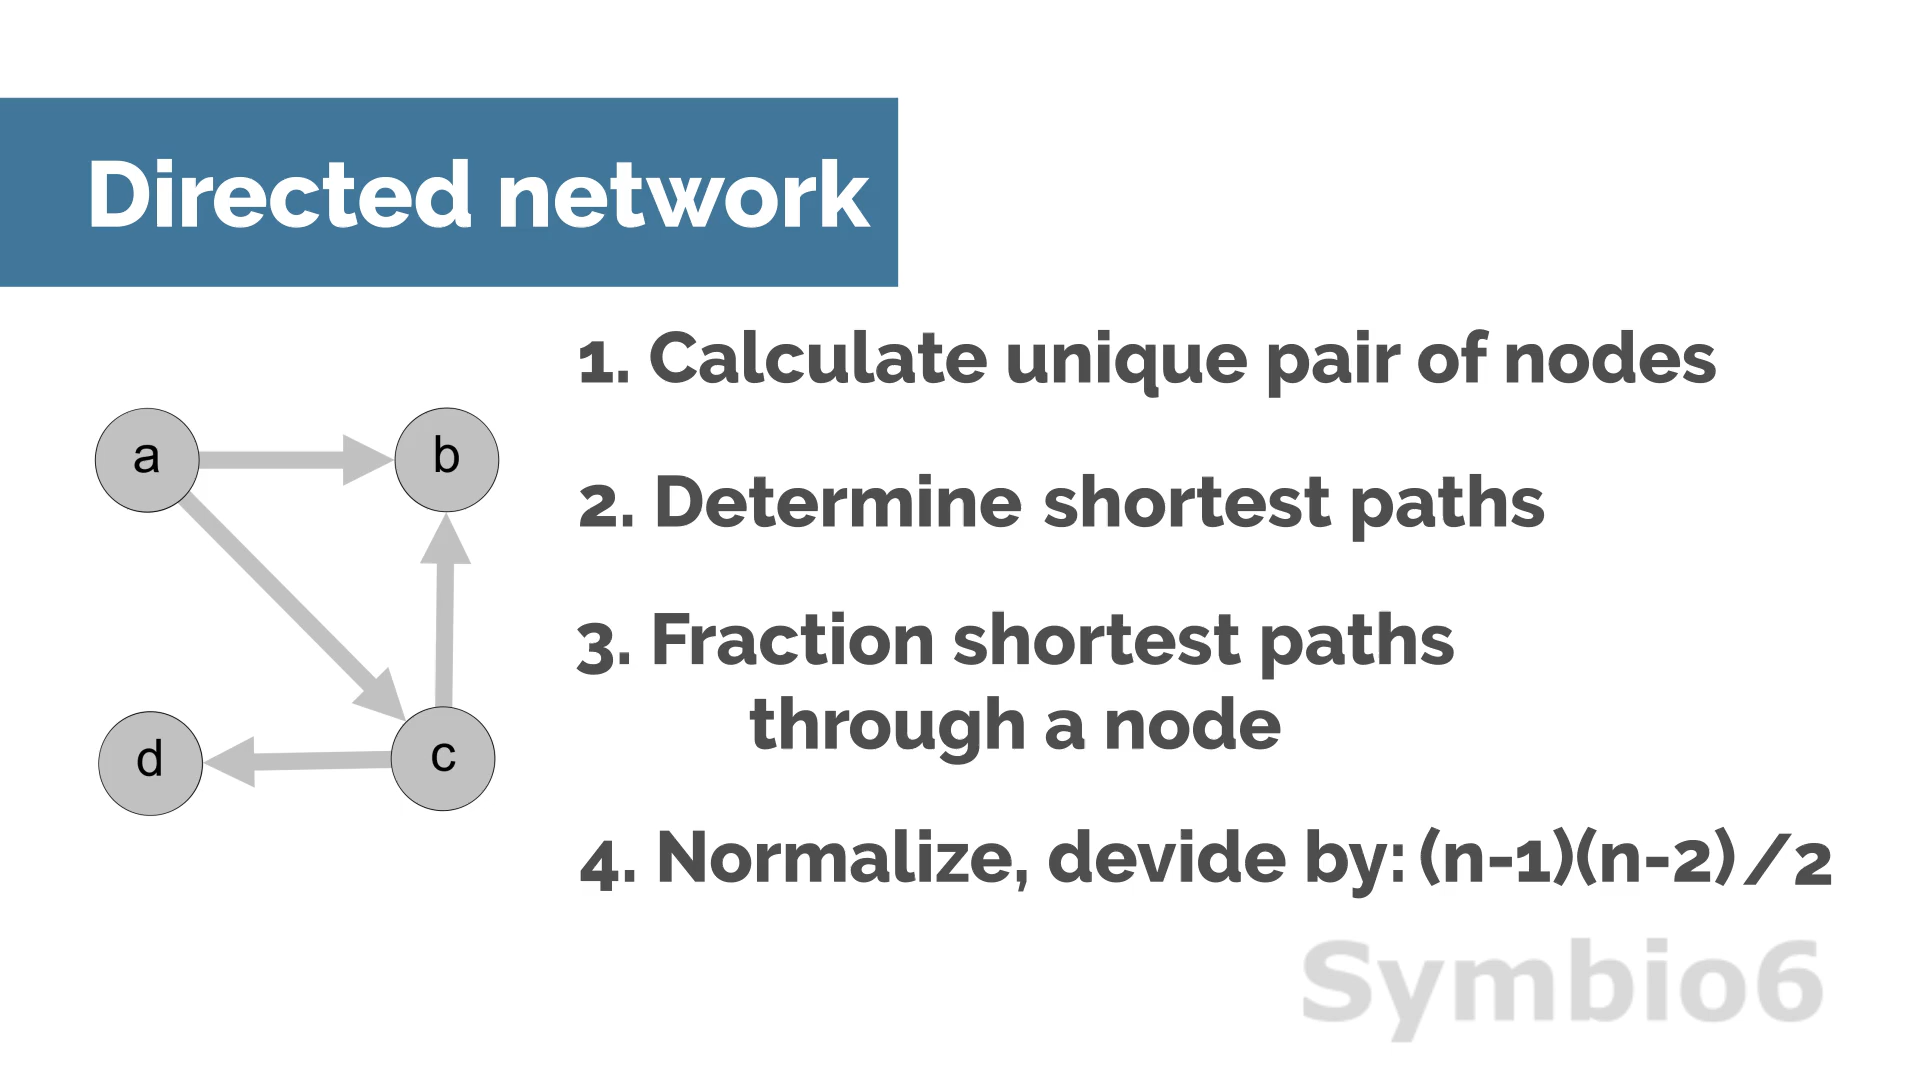 Directed network
1. Calculate unique pair of nodes
a
b
2. Determine shortest paths
3. Fraction shortest paths
through a node
d
c
4. Normalize, devide by: (n-1)(n-2)/2
Symbio6